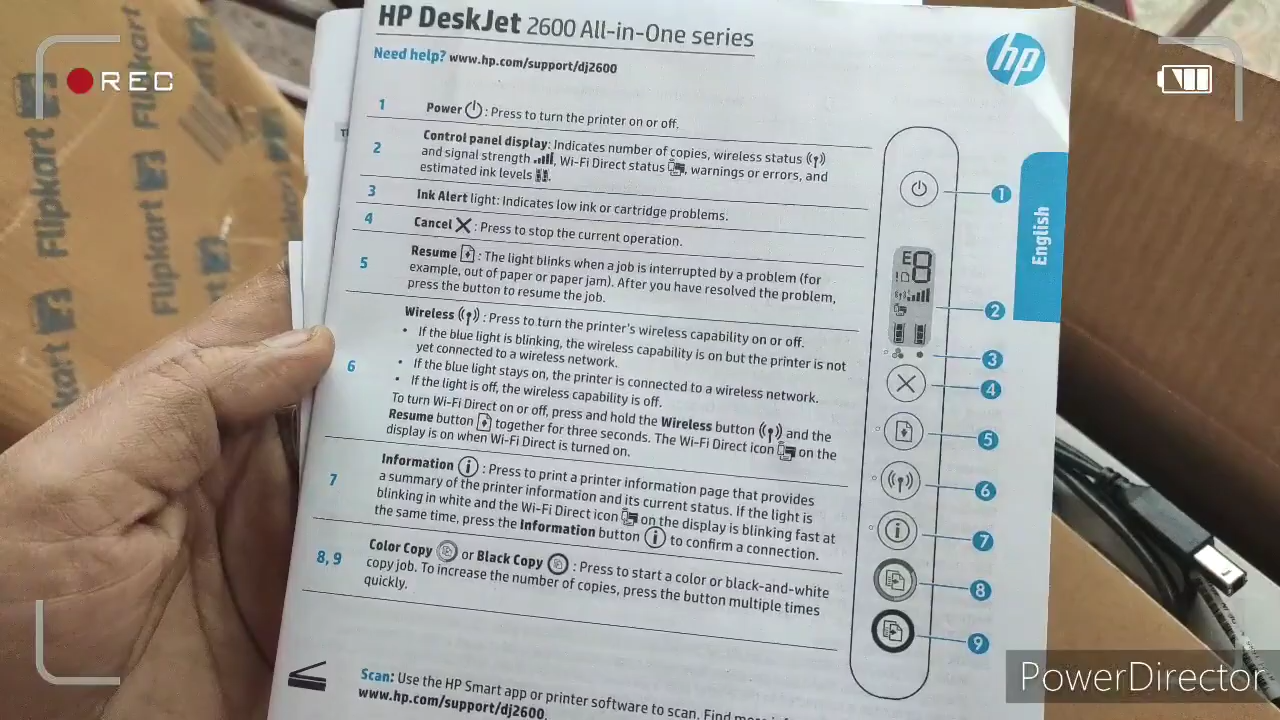 REC
HP DeskJet 2600 All-in-One series
hp
Need help? www.hp.com/support/dj2600
1 Power : Press to turn the printer on or off.
2 Control panel display: Indicates number of copies, wireless status
and signal strength , Wi-Fi Direct status , warnings or errors, and
estimated ink levels .
3 Ink Alert light: Indicates low ink or cartridge problems.
4 Cancel : Press to stop the current operation.
5 Resume : The light blinks when a job is interrupted by a problem (for
example, out of paper or paper jam). After you have resolved the problem,
press the button to resume the job.
6 Wireless : Press to turn the printer's wireless capability on or off.
• If the blue light is blinking, the wireless capability is on but the printer is not
yet connected to a wireless network.
• If the blue light stays on, the printer is connected to a wireless network.
• If the light is off, the wireless capability is off.
To turn Wi-Fi Direct on or off, press and hold the Wireless button and the
Resume button together for three seconds. The Wi-Fi Direct icon on the
display is on when Wi-Fi Direct is turned on.
7 Information : Press to print a printer information page that provides
a summary of the printer information and its current status. If the light is
blinking in white and the Wi-Fi Direct icon on the display is blinking fast at
the same time, press the Information button to confirm a connection.
8, 9 Color Copy or Black Copy : Press to start a color or black-and-white
copy job. To increase the number of copies, press the button multiple times
quickly.
Scan: Use the HP Smart app or printer software to scan. Find more
www.hp.com/support/dj2600.
English
E8
1
2
3
4
5
6
7
8
9
Flipkart
Flipkart
Flipkart
Flipkart
kart
PowerDirector